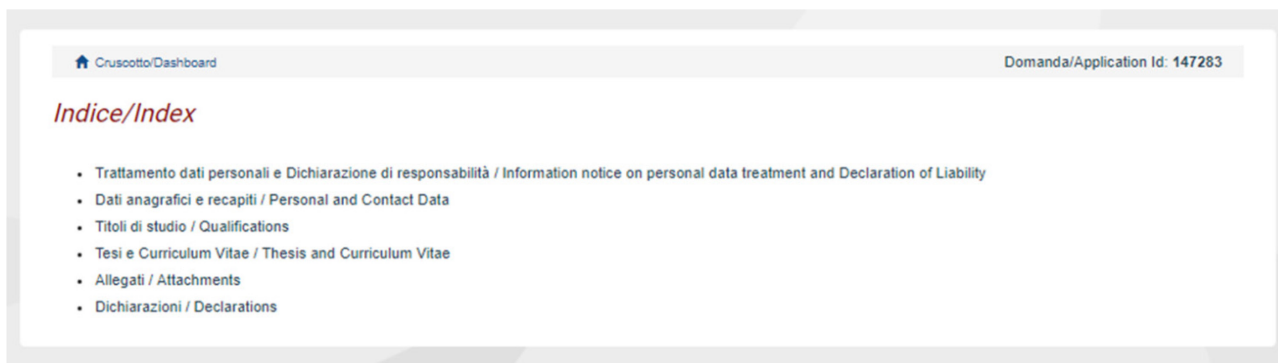 Cruscotto/Dashboard Domanda/Application Id: 147283
Indice/Index
Trattamento dati personali e Dichiarazione di responsabilità / Information notice on personal data treatment and Declaration of Liability
Dati anagrafici e recapiti / Personal and Contact Data
Titoli di studio / Qualifications
Tesi e Curriculum Vitae / Thesis and Curriculum Vitae
Allegati / Attachments
Dichiarazioni / Declarations